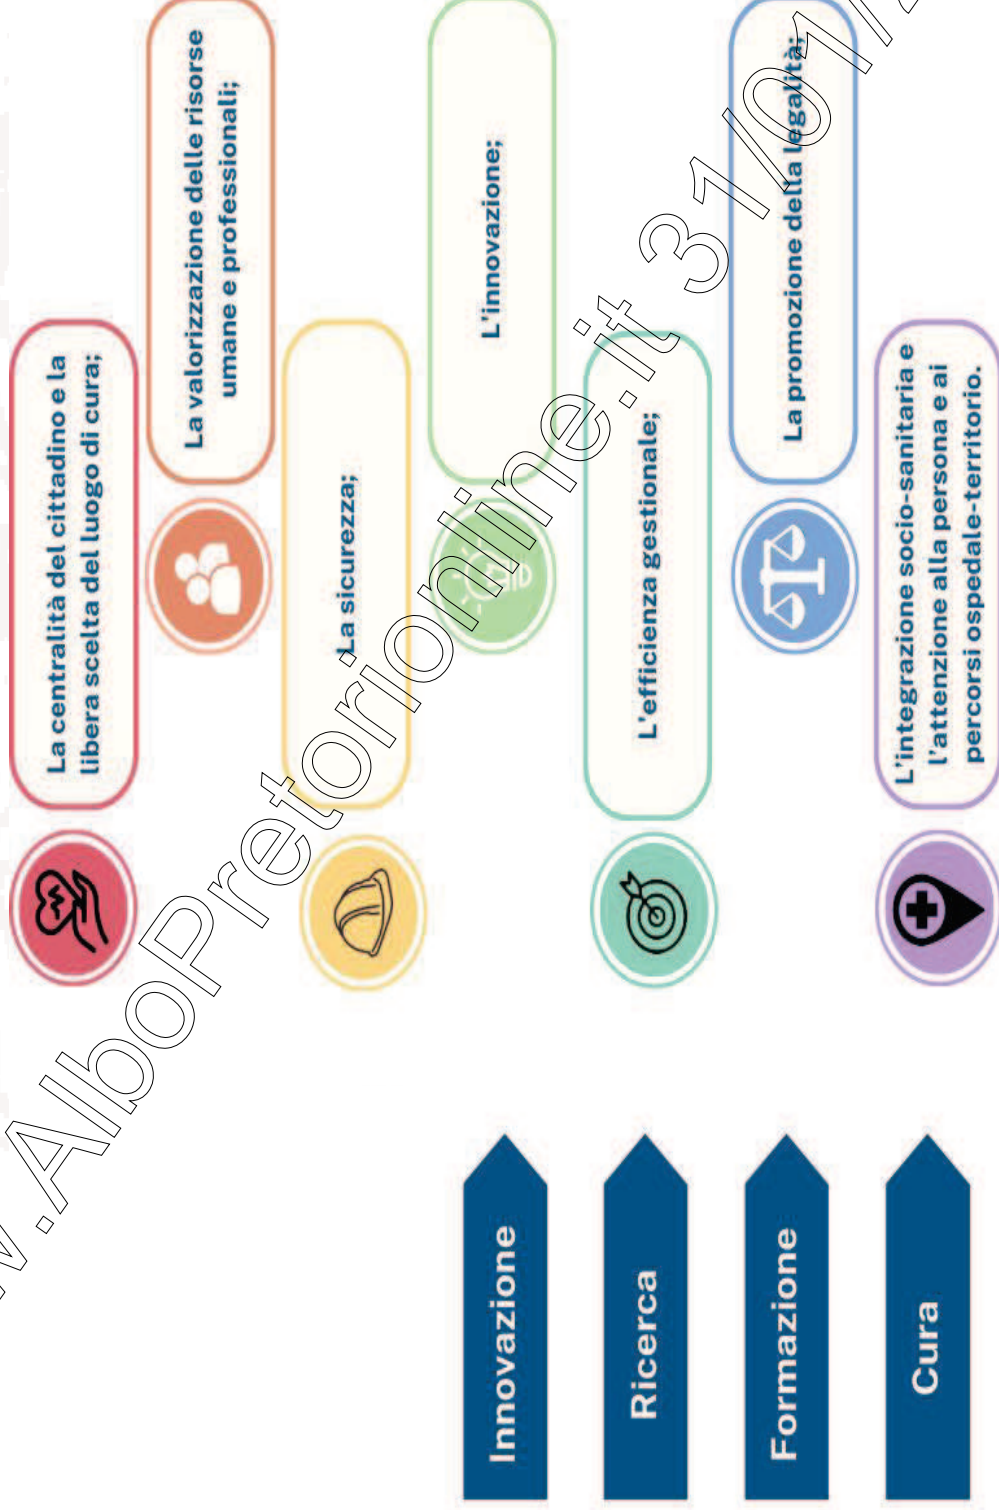 La centralità del cittadino e la
libera scelta del luogo di cura;
La valorizzazione delle risorse
umane e professionali;
La sicurezza;
L'innovazione;
L'efficienza gestionale;
La promozione della legalità;
L'integrazione socio-sanitaria e
l'attenzione alla persona e ai
percorsi ospedale-territorio.
Innovazione
Ricerca
Formazione
Cura
.AlboPretorionline.it 31/01/